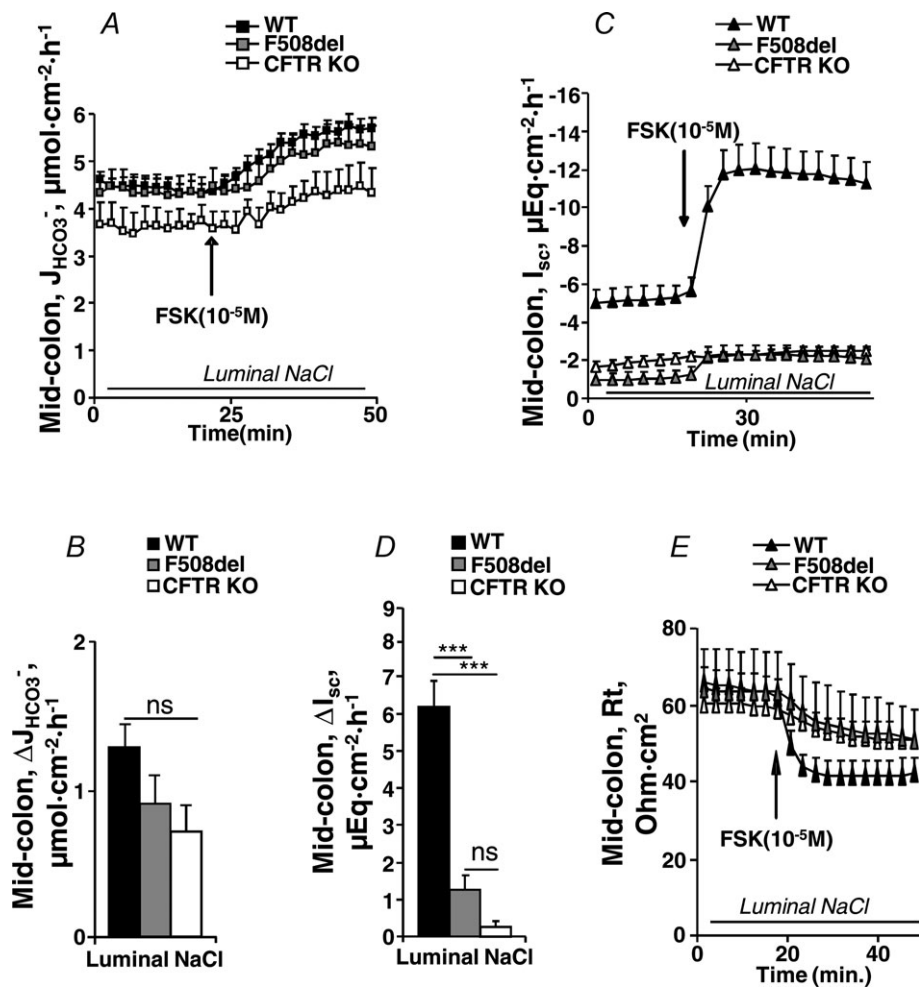 A
WT
F508del
CFTR KO
Mid-colon, J_HCO3-, µmol·cm-2·h-1
6
5
4
3
2
1
0
FSK(10-5M)
Luminal NaCl
0
25
50
Time(min)
C
WT
F508del
CFTR KO
Mid-colon, Isc, µEq·cm-2·h-1
-16
-14
-12
-10
-8
-6
-4
-2
0
FSK(10-5M)
Luminal NaCl
0
30
Time (min)
B
WT
F508del
CFTR KO
Mid-colon, ΔJHCO3-,
µmol·cm-2·h-1
2
1
0
ns
Luminal NaCl
D
WT
F508del
CFTR KO
Mid-colon, ΔIsc,
µEq·cm-2·h-1
9
8
7
6
5
4
3
2
1
0
***
***
ns
Luminal NaCl
E
WT
F508del
CFTR KO
Mid-colon, Rt,
Ohm·cm2
80
60
40
20
0
FSK(10-5M)
Luminal NaCl
0
20
40
Time (min.)